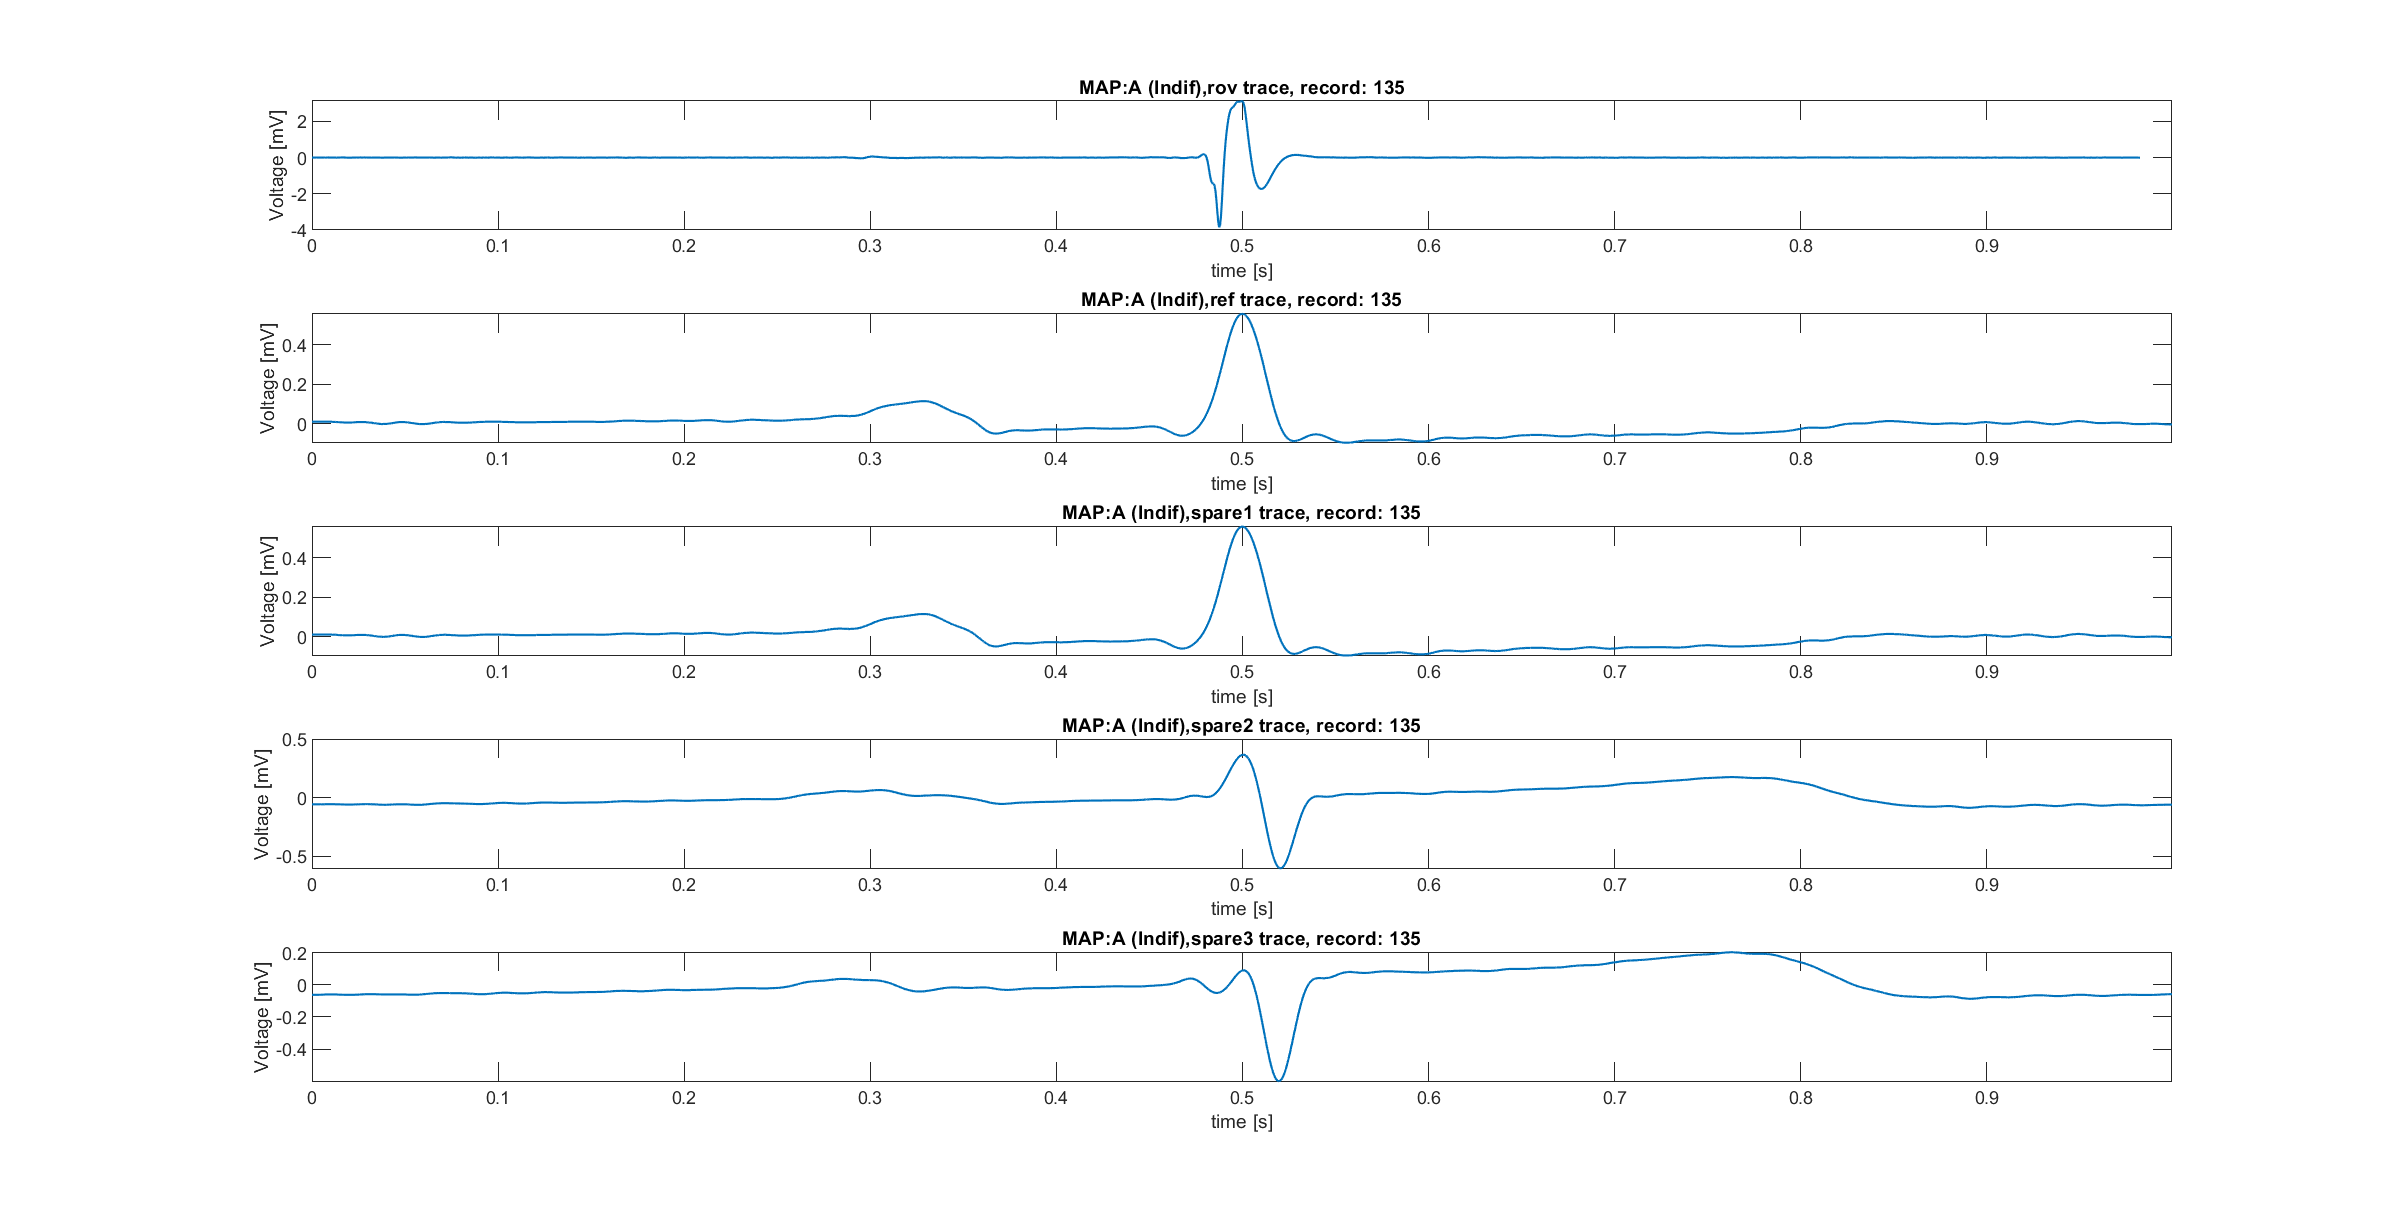 MAP:A (Indif),rov trace, record: 135
Voltage [mV]
2
0
-2
-4
0 0.1 0.2 0.3 0.4 0.5 0.6 0.7 0.8 0.9
time [s]
MAP:A (Indif),ref trace, record: 135
Voltage [mV]
0.4
0.2
0
0 0.1 0.2 0.3 0.4 0.5 0.6 0.7 0.8 0.9
time [s]
MAP:A (Indif),spare1 trace, record: 135
Voltage [mV]
0.4
0.2
0
0 0.1 0.2 0.3 0.4 0.5 0.6 0.7 0.8 0.9
time [s]
MAP:A (Indif),spare2 trace, record: 135
Voltage [mV]
0.5
0
-0.5
0 0.1 0.2 0.3 0.4 0.5 0.6 0.7 0.8 0.9
time [s]
MAP:A (Indif),spare3 trace, record: 135
Voltage [mV]
0.2
0
-0.2
-0.4
0 0.1 0.2 0.3 0.4 0.5 0.6 0.7 0.8 0.9
time [s]